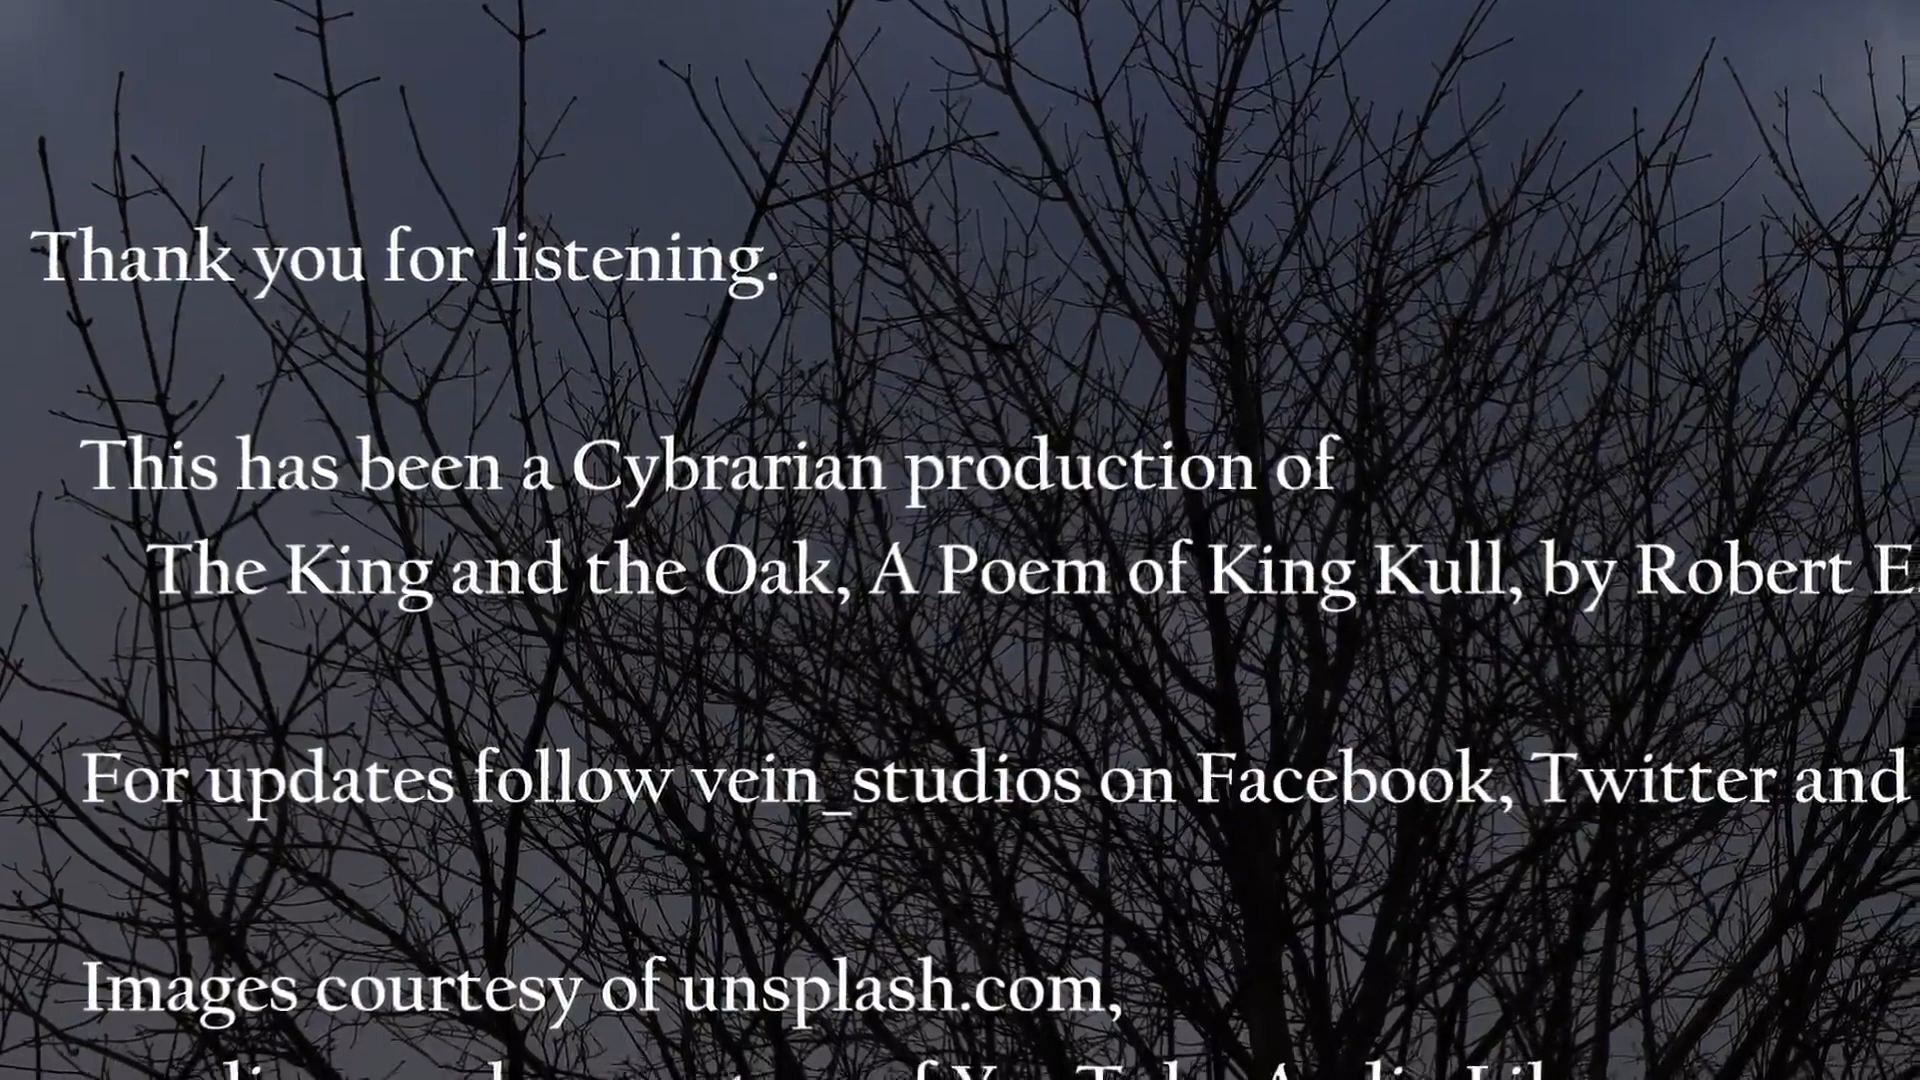 Thank you for listening.
This has been a Cybrarian production of
The King and the Oak, A Poem of King Kull, by Robert E.
For updates follow vein_studios on Facebook, Twitter and
Images courtesy of unsplash.com,